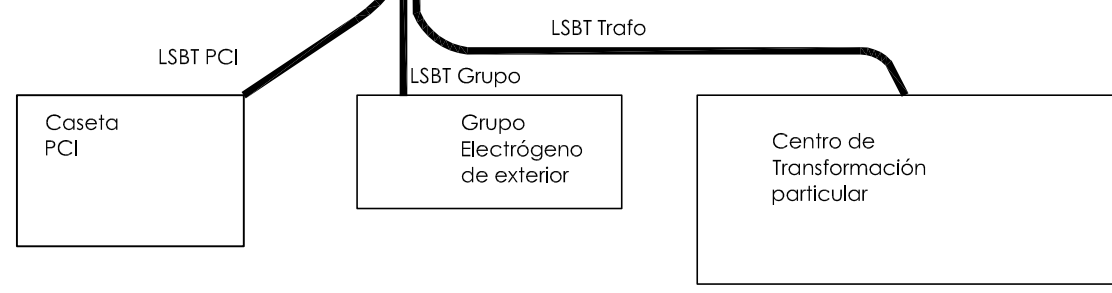 LSBT Trafo
LSBT PCI
LSBT Grupo
Caseta
PCI
Grupo
Electrógeno
de exterior
Centro de
Transformación
particular